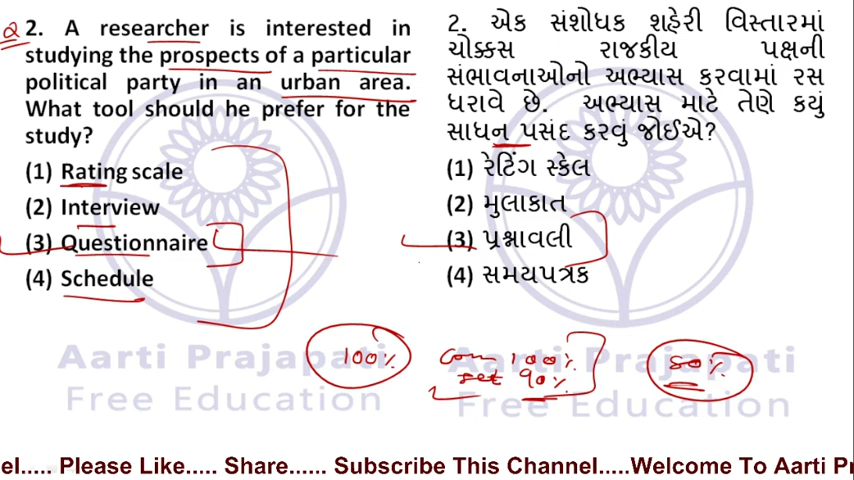 Q 2. A researcher is interested in
studying the prospects of a particular
political party in an urban area.
What tool should he prefer for the
study?
(1) Rating scale
(2) Interview
(3) Questionnaire
(4) Schedule
2. એક સંશોધક શહેરી વિસ્તારમાં
ચોક્કસ રાજકીય પક્ષની
સંભાવનાઓનો અભ્યાસ કરવામાં રસ
ધરાવે છે. અભ્યાસ માટે તેણે કયું
સાધન પસંદ કરવું જોઈએ?
(1) રેટિંગ સ્કેલ
(2) મુલાકાત
(3) પ્રશ્નાવલી
(4) સમયપત્રક
100%
com 100%
set 90%
80%
Aarti Prajapati
Free Education
Aarti Prajapati
Free Education
el..... Please Like..... Share...... Subscribe This Channel.....Welcome To Aarti Pr